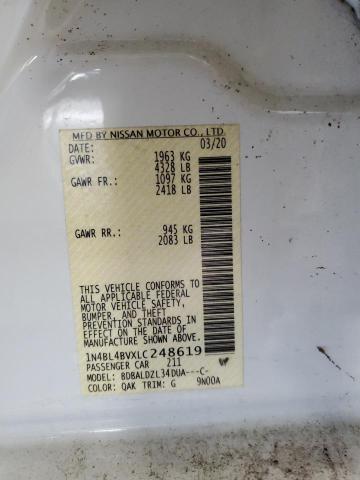 MFD BY NISSAN MOTOR CO., LTD.
DATE: 03/20
GVWR: 1963 KG
4328 LB
GAWR FR.: 1097 KG
2418 LB
GAWR RR.: 945 KG
2083 LB
THIS VEHICLE CONFORMS TO
ALL APPLICABLE FEDERAL
MOTOR VEHICLE SAFETY,
BUMPER, AND THEFT
PREVENTION STANDARDS IN
EFFECT ON THE DATE OF
MANUFACTURE SHOWN ABOVE.
1N4BL4BVXLC248619
PASSENGER CAR 211
MODEL: BDBALDZL34DUA---C-
COLOR: QAK TRIM: G 9N00A